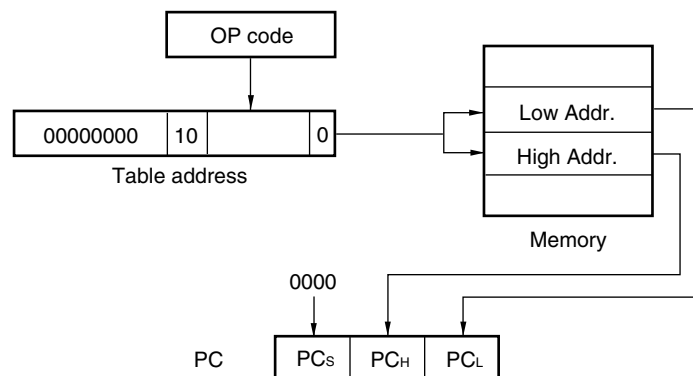 OP code
00000000 10 0
Table address
Low Addr.
High Addr.
Memory
0000
PC PCS PCH PCL